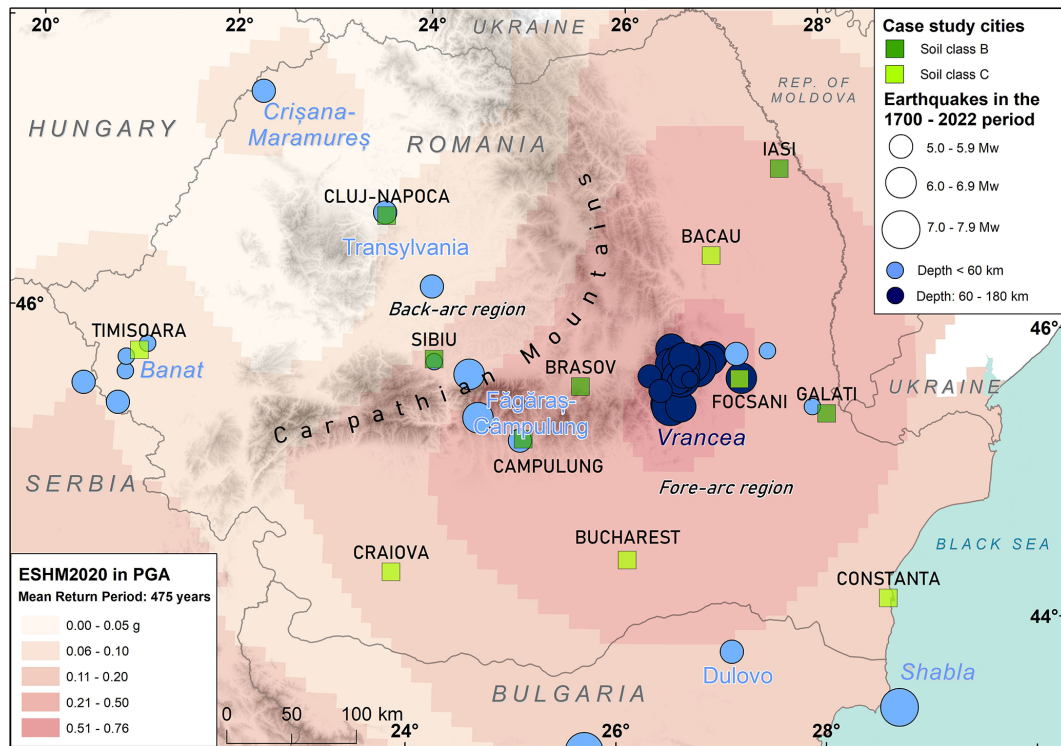 20°
22°
24°
26°
28°
UKRAINE
Case study cities
Soil class B
Soil class C
Earthquakes in the
1700 - 2022 period
5.0 - 5.9 Mw
6.0 - 6.9 Mw
7.0 - 7.9 Mw
Depth < 60 km
Depth: 60 - 180 km
REP. OF
MOLDOVA
Crișana-
Maramureș
HUNGARY
ROMANIA
IASI
CLUJ-NAPOCA
Transylvania
BACAU
Carpathian Mountains
46°
Back-arc region
46°
TIMISOARA
Banat
SIBIU
BRASOV
FOCSANI
GALATI
UKRAINE
Făgăraș-
Câmpulung
Vrancea
CAMPULUNG
SERBIA
Fore-arc region
CRAIOVA
BUCHAREST
BLACK SEA
CONSTANTA
44°
ESHM2020 in PGA
Mean Return Period: 475 years
0.00 - 0.05 g
0.06 - 0.10
0.11 - 0.20
0.21 - 0.50
0.51 - 0.76
Dulovo
Shabla
BULGARIA
0 50 100 km
24°
26°
28°